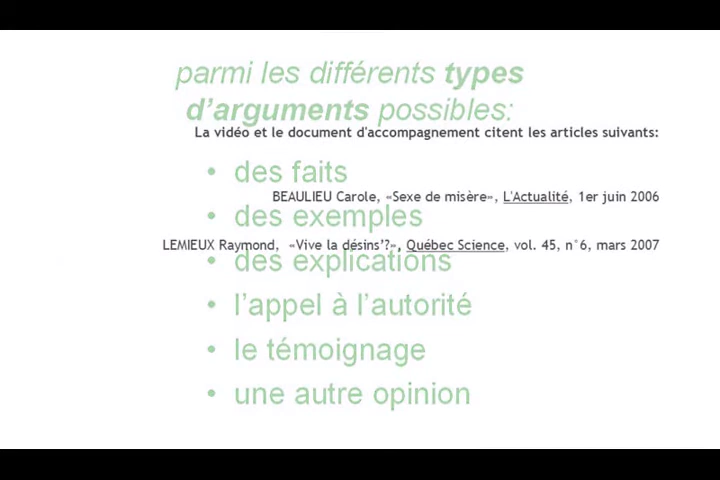 parmi les différents types
d’arguments possibles:
La vidéo et le document d'accompagnement citent les articles suivants:
• des faits
BEAULIEU Carole, «Sexe de misère», L'Actualité, 1er juin 2006
• des exemples
LEMIEUX Raymond, «Vive la désins’?», Québec Science, vol. 45, n°6, mars 2007
• des explications
• l’appel à l’autorité
• le témoignage
• une autre opinion